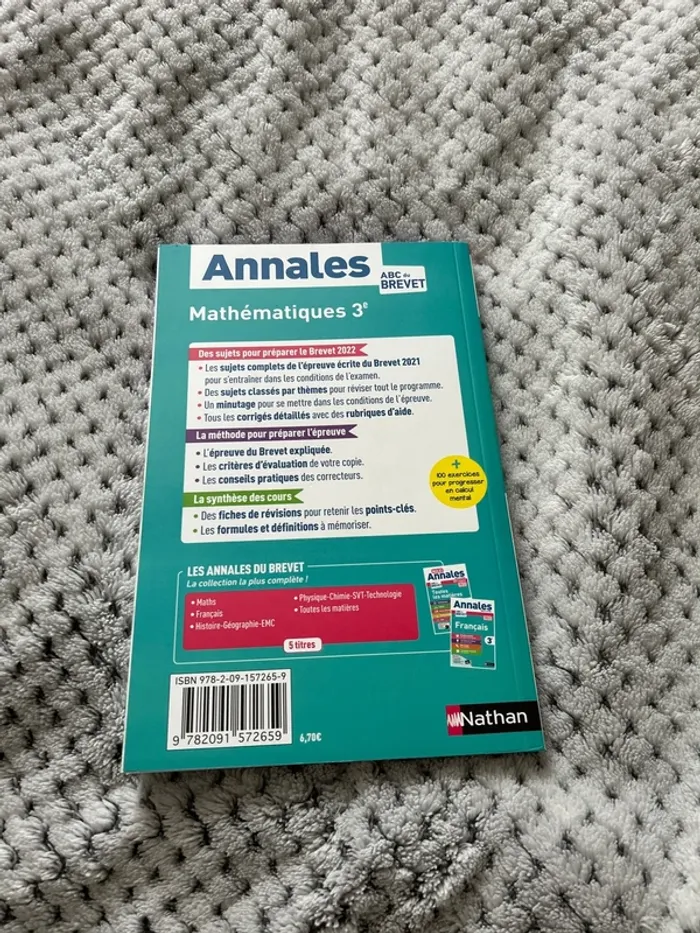 Annales
ABC du
BREVET
Mathématiques 3e
Des sujets pour préparer le Brevet 2022
• Les sujets complets de l'épreuve écrite du Brevet 2021
pour s'entraîner dans les conditions de l'examen.
• Des sujets classés par thèmes pour réviser tout le programme.
• Un minutage pour se mettre dans les conditions de l'épreuve.
• Tous les corrigés détaillés avec des rubriques d'aide.
La méthode pour préparer l'épreuve
• L'épreuve du Brevet expliquée.
• Les critères d'évaluation de votre copie.
• Les conseils pratiques des correcteurs.
+
100 exercices
pour progresser
en calcul
mental
La synthèse des cours
• Des fiches de révisions pour retenir les points-clés.
• Les formules et définitions à mémoriser.
LES ANNALES DU BREVET
La collection la plus complète !
• Maths
• Français
• Histoire-Géographie-EMC
• Physique-Chimie-SVT-Technologie
• Toutes les matières
5 titres
Annales
Toutes
les matières
Annales
Français
3e
ISBN 978-2-09-157265-9
9 782091 572659
6,70€
Nathan